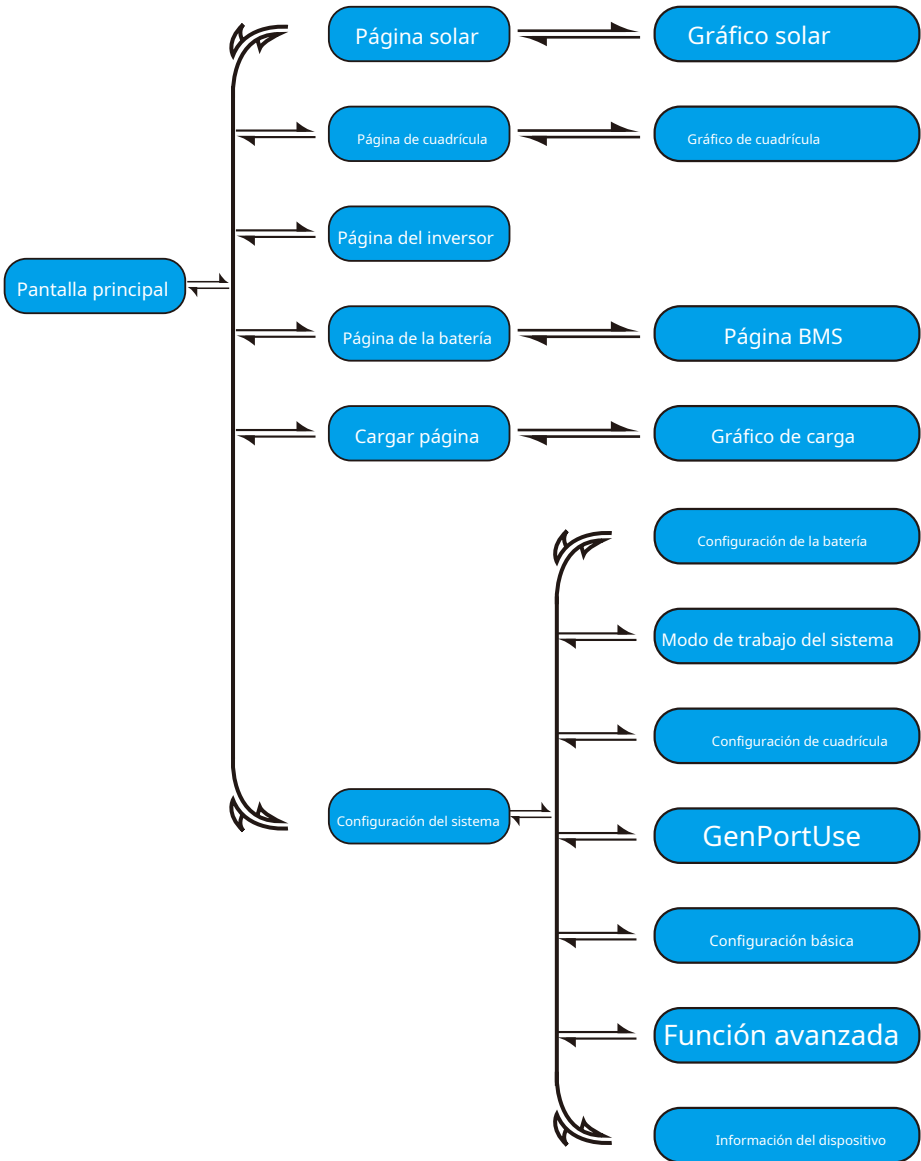 Página solar
Gráfico solar
Página de cuadrícula
Gráfico de cuadrícula
Página del inversor
Pantalla principal
Página de la batería
Página BMS
Cargar página
Gráfico de carga
Configuración de la batería
Modo de trabajo del sistema
Configuración de cuadrícula
Configuración del sistema
GenPortUse
Configuración básica
Función avanzada
Información del dispositivo